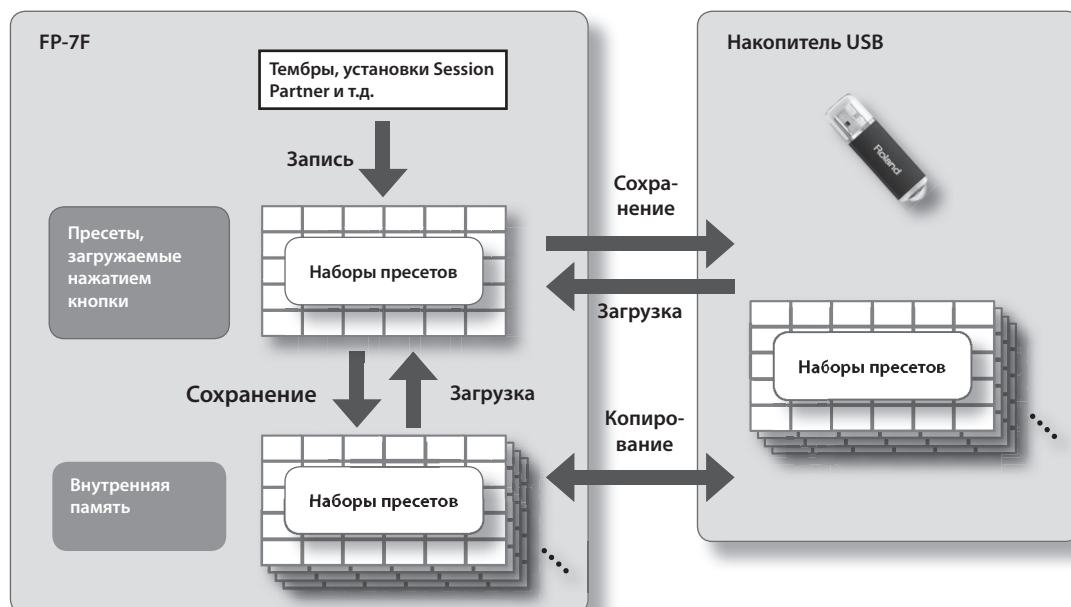 FP-7F
Накопитель USB
Тембры, установки Session
Partner и т.д.
Запись
Roland
Сохра-
нение
Пресеты,
загружаемые
нажатием
кнопки
Наборы пресетов
Загрузка
Наборы пресетов
Сохранение
Загрузка
Копиро-
вание
Внутренняя
память
Наборы пресетов